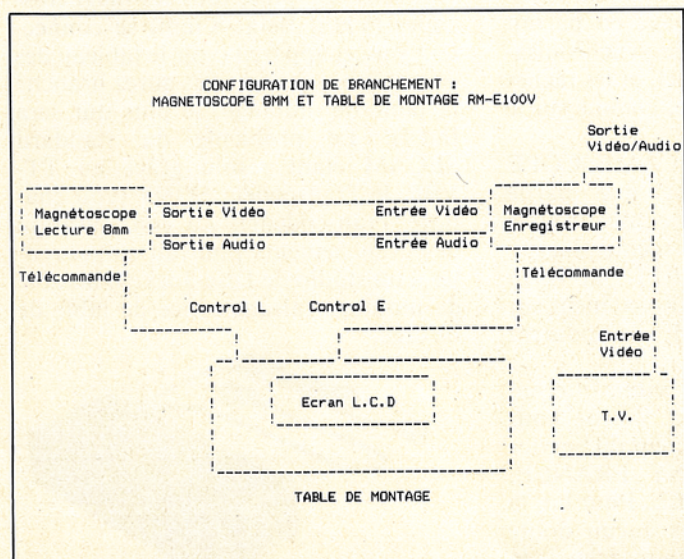 CONFIGURATION DE BRANCHEMENT :
MAGNETOSCOPE 8MM ET TABLE DE MONTAGE RM-E100V
Sortie
Vidéo/Audio
Magnétoscope
Lecture 8mm
Sortie Vidéo
Entrée Vidéo
Sortie Audio
Entrée Audio
Magnétoscope
Enregistreur
Télécommande
Télécommande
Control L
Control E
Entrée
Vidéo
Ecran L.C.D
T.V.
TABLE DE MONTAGE